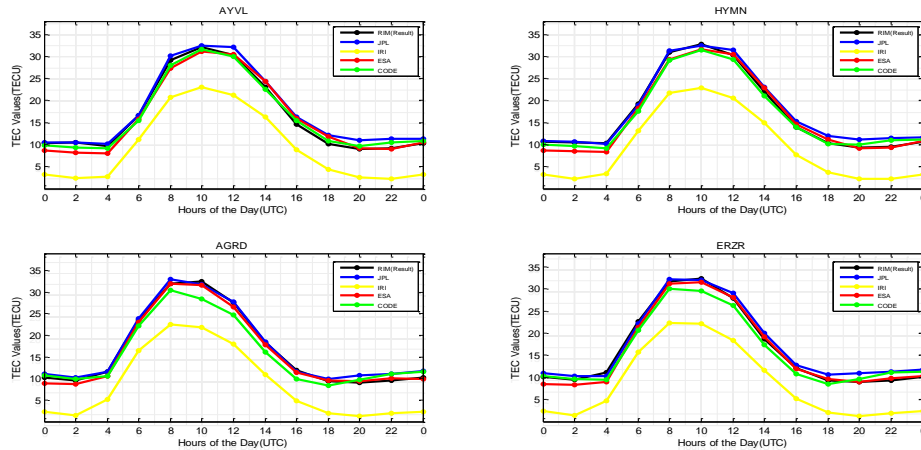 AYVL
TEC Values(TECU)
35
30
25
20
15
10
5
0 2 4 6 8 10 12 14 16 18 20 22 0
Hours of the Day(UTC)
RIM(Result)
JPL
IRI
ESA
CODE
HYMN
TEC Values(TECU)
35
30
25
20
15
10
5
0 2 4 6 8 10 12 14 16 18 20 22 0
Hours of the Day(UTC)
RIM(Result)
JPL
IRI
ESA
CODE
AGRD
TEC Values(TECU)
35
30
25
20
15
10
5
0 2 4 6 8 10 12 14 16 18 20 22 0
Hours of the Day(UTC)
RIM(Result)
JPL
IRI
ESA
CODE
ERZR
TEC Values(TECU)
35
30
25
20
15
10
5
0 2 4 6 8 10 12 14 16 18 20 22 0
Hours of the Day(UTC)
RIM(Result)
JPL
IRI
ESA
CODE